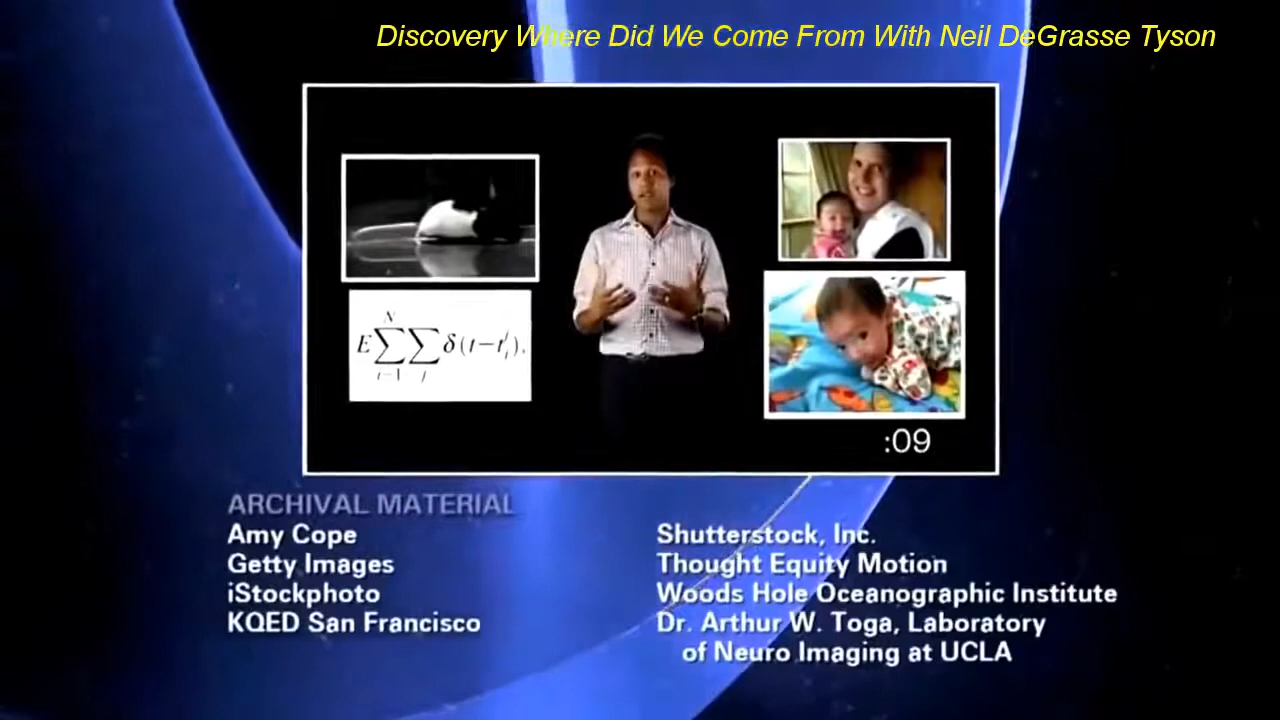 Discovery Where Did We Come From With Neil DeGrasse Tyson
E∑∑δ(t−t
N
i=1 j
:09
ARCHIVAL MATERIAL
Amy Cope
Getty Images
iStockphoto
KQED San Francisco
Shutterstock, Inc.
Thought Equity Motion
Woods Hole Oceanographic Institute
Dr. Arthur W. Toga, Laboratory
of Neuro Imaging at UCLA